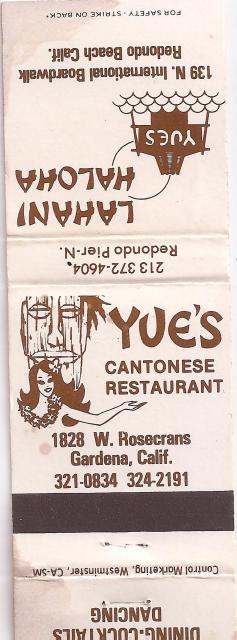 FOR SAFETY - STRIKE ON BACK
139 N. International Boardwalk
Redondo Beach Calif.
YUE'S
LAHANI
HALOHA
213 372-4604
Redondo Pier-N.
YUE'S
CANTONESE
RESTAURANT
1828 W. Rosecrans
Gardena, Calif.
321-0834 324-2191
Control Marketing, Westminster, CA-SM
DINING-COCKTAILS
DANCING